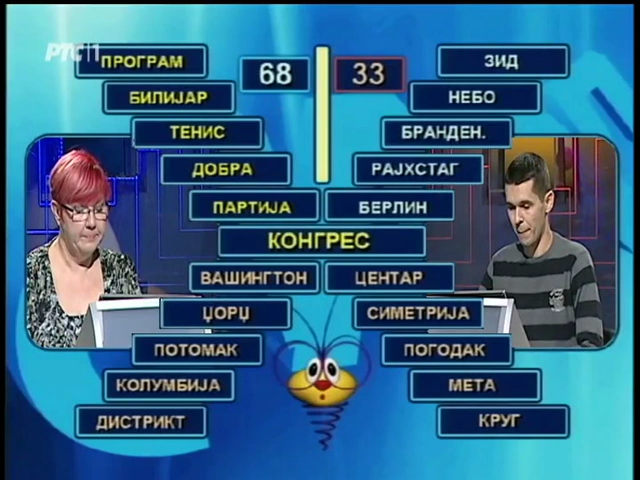 РТС|1
ПРОГРАМ 68 33 ЗИД
БИЛИЈАР НЕБО
ТЕНИС БРАНДЕН.
ДОБРА РАЈХСТАГ
ПАРТИЈА БЕРЛИН
КОНГРЕС
ВАШИНГТОН ЦЕНТАР
ЏОРЏ СИМЕТРИЈА
ПОТОМАК ПОГОДАК
КОЛУМБИЈА МЕТА
ДИСТРИКТ КРУГ